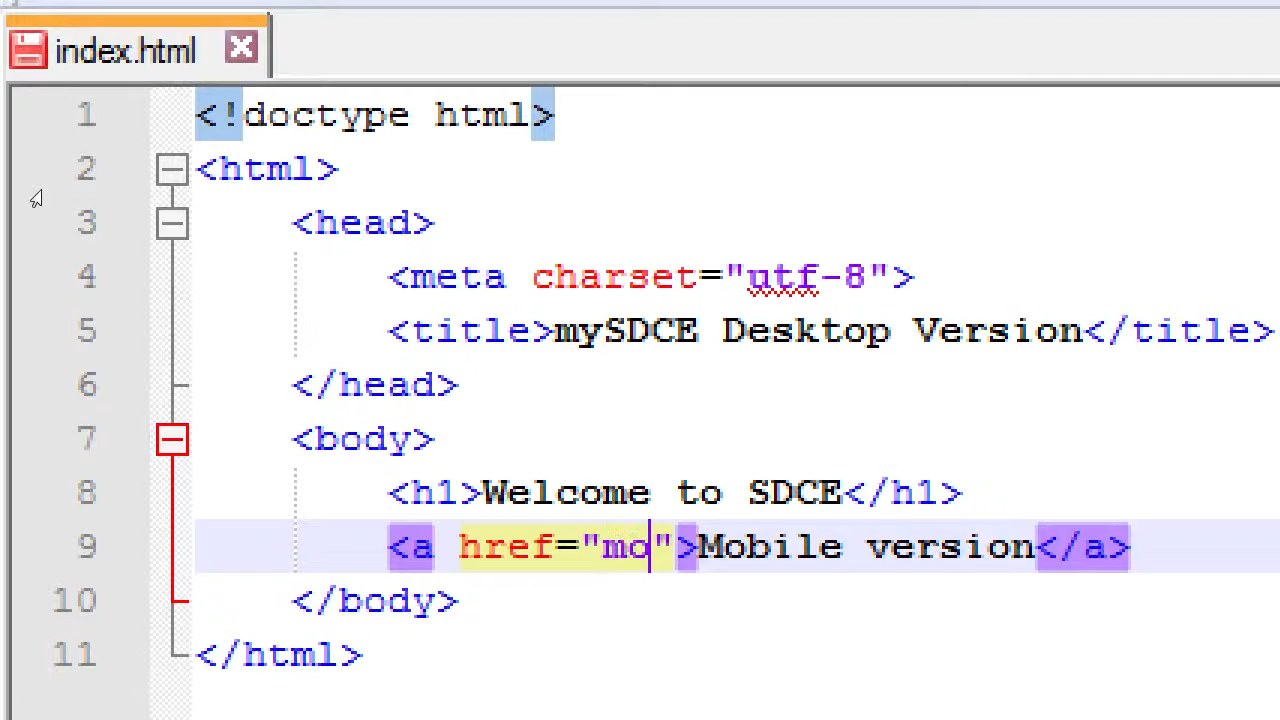 index.html
1 <!doctype html>
2 <html>
3 <head>
4 <meta charset="utf-8">
5 <title>mySDCE Desktop Version</title>
6 </head>
7 <body>
8 <h1>Welcome to SDCE</h1>
9 <a href="mo">Mobile version</a>
10 </body>
11 </html>